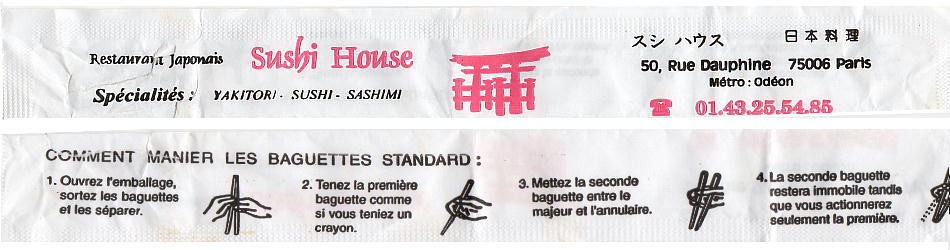 Restaurant Japonais Sushi House
Spécialités : YAKITORI - SUSHI - SASHIMI
スシ ハウス 日本料理
50, Rue Dauphine 75006 Paris
Métro : Odéon
☎ 01.43.25.54.85
COMMENT MANIER LES BAGUETTES STANDARD :
1. Ouvrez l'emballage,
sortez les baguettes
et les séparer.
2. Tenez la première
baguette comme
si vous teniez un
crayon.
3. Mettez la seconde
baguette entre le
majeur et l'annulaire.
4. La seconde baguette
restera immobile tandis
que vous actionnerez
seulement la première.